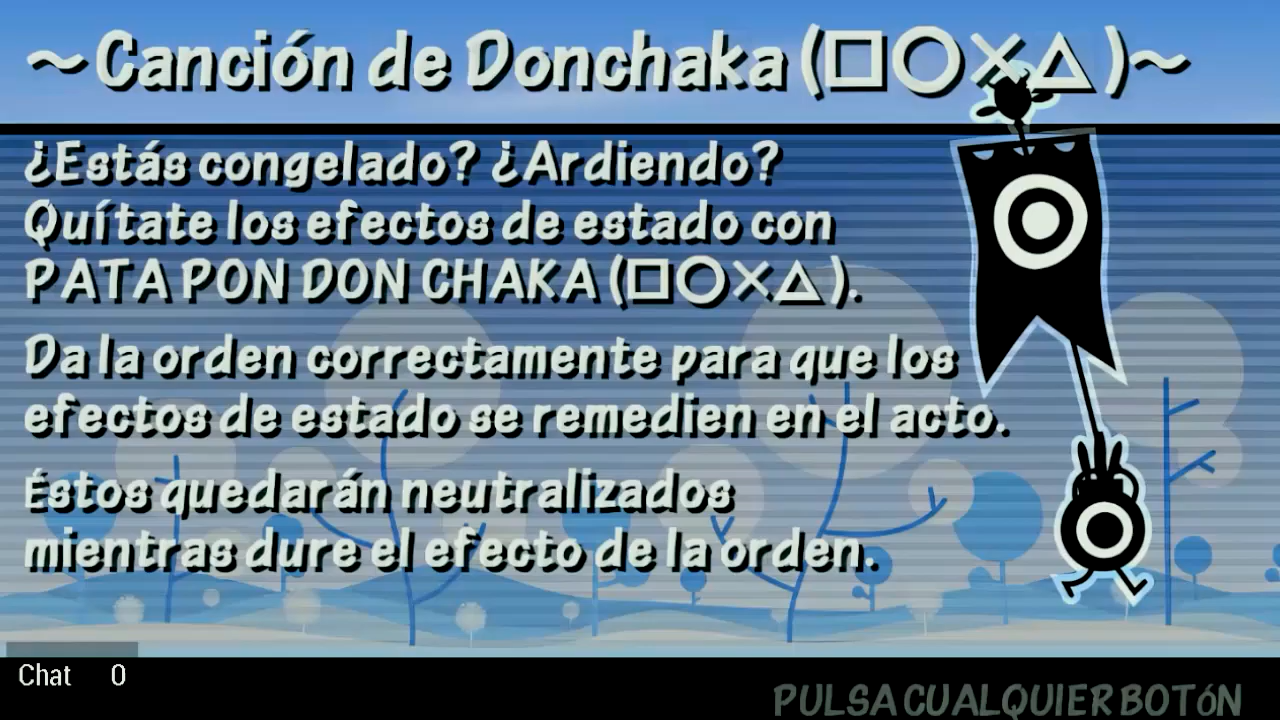 ~Canción de Donchaka (□○×△)~
¿Estás congelado? ¿Ardiendo?
Quítate los efectos de estado con
PATA PON DON CHAKA (□○×△).
Da la orden correctamente para que los
efectos de estado se remedien en el acto.
Éstos quedarán neutralizados
mientras dure el efecto de la orden.
Chat 0
PULSA CUALQUIER BOTÓN